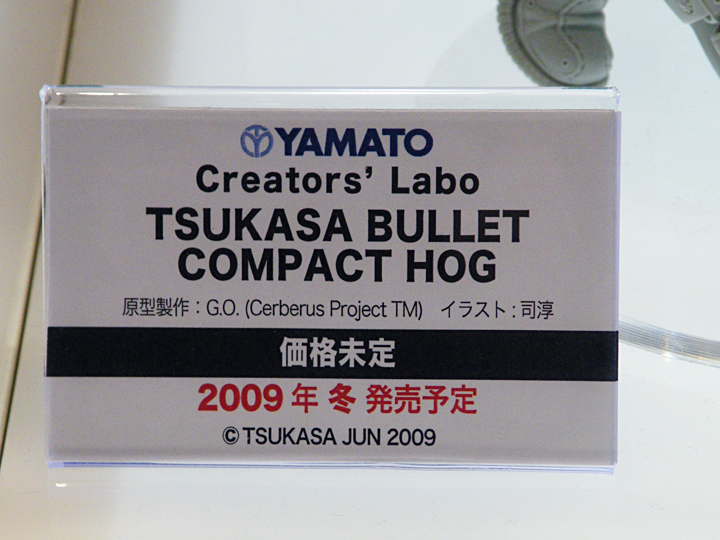 YAMATO
Creators' Labo
TSUKASA BULLET
COMPACT HOG
原型製作：G.O. (Cerberus Project TM)　イラスト：司淳
価格未定
2009年 冬 発売予定
©TSUKASA JUN 2009